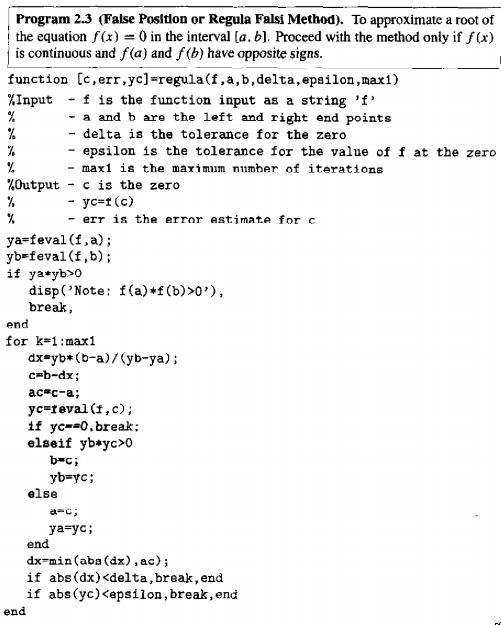 Program 2.3 (False Position or Regula Falsi Method). To approximate a root of
the equation f(x) = 0 in the interval [a, b]. Proceed with the method only if f(x)
is continuous and f(a) and f(b) have opposite signs.
function [c,err,yc]=regula(f,a,b,delta,epsilon,max1)
%Input - f is the function input as a string 'f'
% - a and b are the left and right end points
% - delta is the tolerance for the zero
% - epsilon is the tolerance for the value of f at the zero
% - max1 is the maximum number of iterations
%Output - c is the zero
% - yc=f(c)
% - err is the error estimate for c
ya=feval(f,a);
yb=feval(f,b);
if ya*yb>0
disp('Note: f(a)*f(b)>0'),
break,
end
for k=1:max1
dx=yb*(b-a)/(yb-ya);
c=b-dx;
ac=c-a;
yc=feval(f,c);
if yc==0,break;
elseif yb*yc>0
b=c;
yb=yc;
else
a=c;
ya=yc;
end
dx=min(abs(dx),ac);
if abs(dx)<delta,break,end
if abs(yc)<epsilon,break,end
end